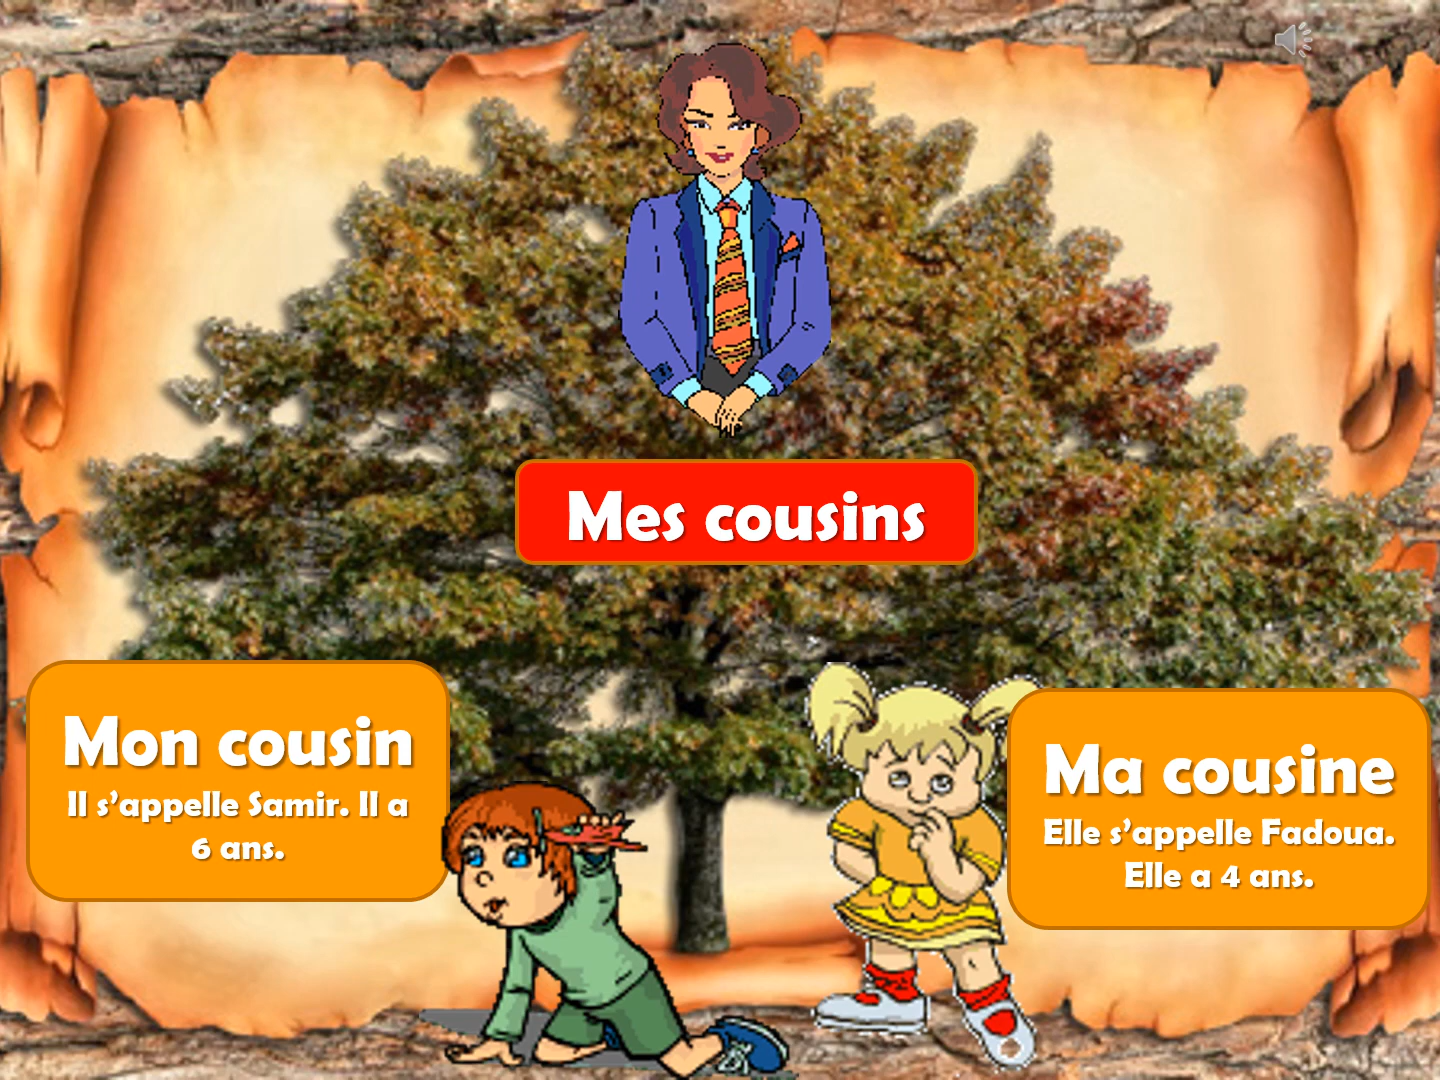 Mes cousins
Mon cousin
Il s’appelle Samir. Il a
6 ans.
Ma cousine
Elle s’appelle Fadoua.
Elle a 4 ans.